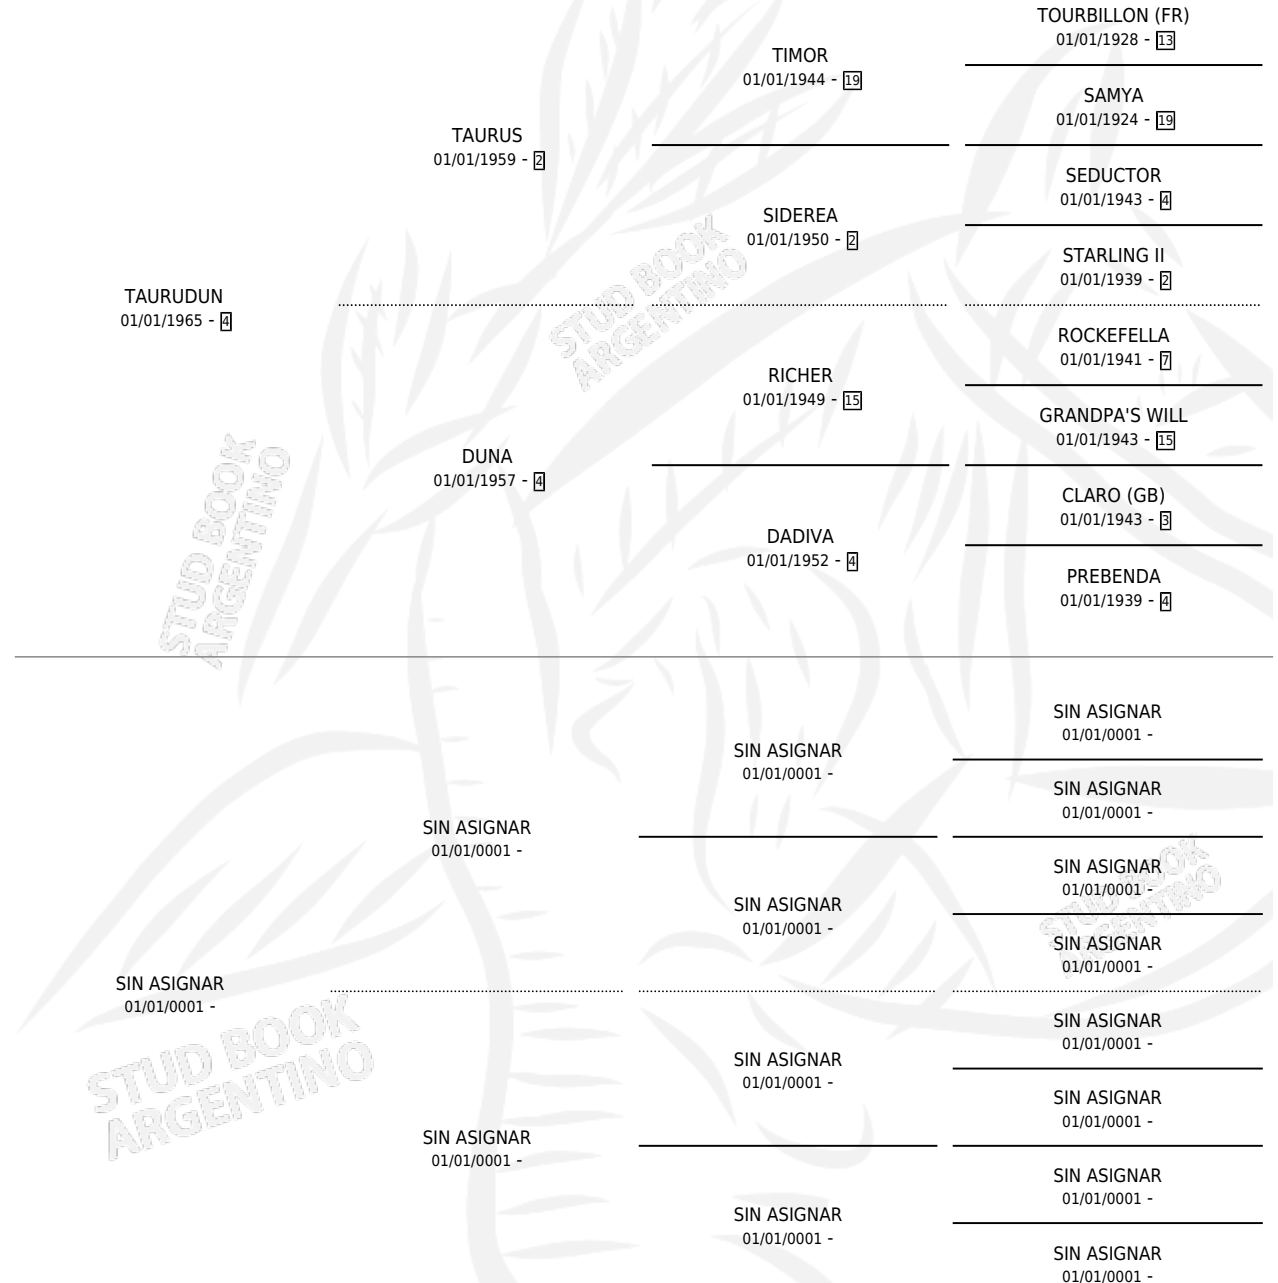 TOURBILLON (FR)
01/01/1928 - 13
TIMOR
01/01/1944 - 19
SAMYA
01/01/1924 - 19
TAURUS
01/01/1959 - 2
SEDUCTOR
01/01/1943 - 4
SIDEREA
01/01/1950 - 2
STARLING II
01/01/1939 - 2
STUD BOOK
ARGENTINO
TAURUDUN
01/01/1965 - 4
ROCKEFELLA
01/01/1941 - 7
RICHER
01/01/1949 - 15
GRANDPA'S WILL
01/01/1943 - 15
DUNA
01/01/1957 - 4
CLARO (GB)
01/01/1943 - 3
DADIVA
01/01/1952 - 4
PREBENDA
01/01/1939 - 4
STUD BOOK
ARGENTINO
SIN ASIGNAR
01/01/0001 -
SIN ASIGNAR
01/01/0001 -
SIN ASIGNAR
01/01/0001 -
SIN ASIGNAR
01/01/0001 -
SIN ASIGNAR
01/01/0001 -
SIN ASIGNAR
01/01/0001 -
SIN ASIGNAR
01/01/0001 -
STUD BOOK
ARGENTINO
SIN ASIGNAR
01/01/0001 -
SIN ASIGNAR
01/01/0001 -
SIN ASIGNAR
01/01/0001 -
SIN ASIGNAR
01/01/0001 -
STUD BOOK
ARGENTINO
SIN ASIGNAR
01/01/0001 -
SIN ASIGNAR
01/01/0001 -
SIN ASIGNAR
01/01/0001 -
SIN ASIGNAR
01/01/0001 -